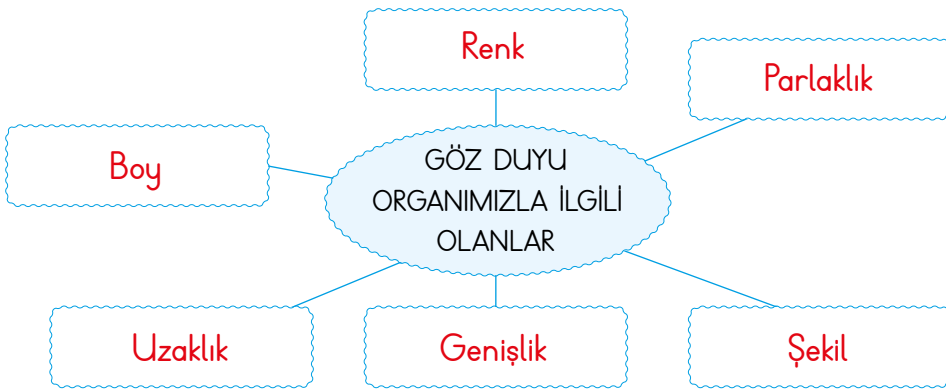 Renk
Parlaklık
Boy
GÖZ DUYU
ORGANIMIZLA İLGİLİ
OLANLAR
Uzaklık
Genişlik
Şekil